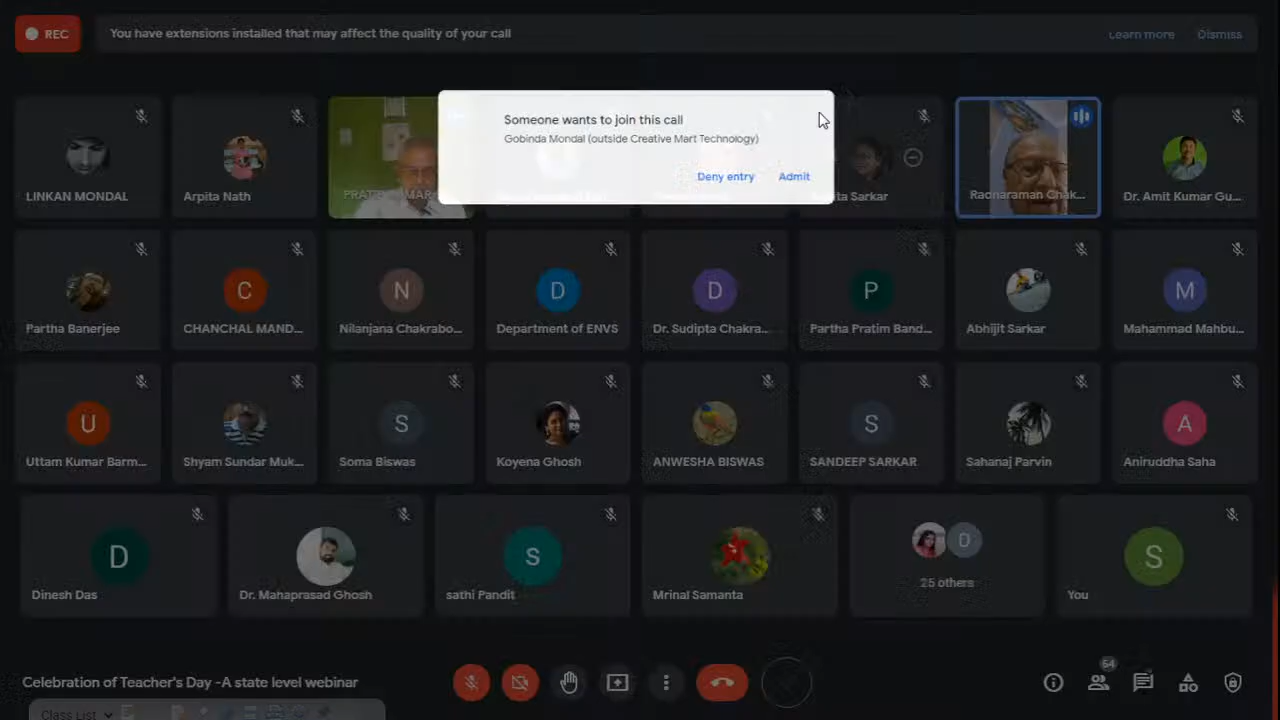 REC
You have extensions installed that may affect the quality of your call
Learn more
Dismiss
Someone wants to join this call
Gobinda Mondal (outside Creative Mart Technology)
Deny entry
Admit
LINKAN MONDAL
Arpita Nath
ta Sarkar
Radharaman Chak...
Dr. Amit Kumar Gu...
Partha Banerjee
C
CHANCHAL MAND...
N
Nilanjana Chakrabo...
D
Department of ENVS
D
Dr. Sudipta Chakra...
P
Partha Pratim Band...
Abhijit Sarkar
M
Mahammad Mahbu...
U
Uttam Kumar Barm...
Shyam Sundar Muk...
S
Soma Biswas
Koyena Ghosh
ANWESHA BISWAS
S
SANDEEP SARKAR
Sahanaj Parvin
A
Aniruddha Saha
D
Dinesh Das
Dr. Mahaprasad Ghosh
S
sathi Pandit
Mrinal Samanta
D
25 others
S
You
Celebration of Teacher's Day -A state level webinar
64
Class List